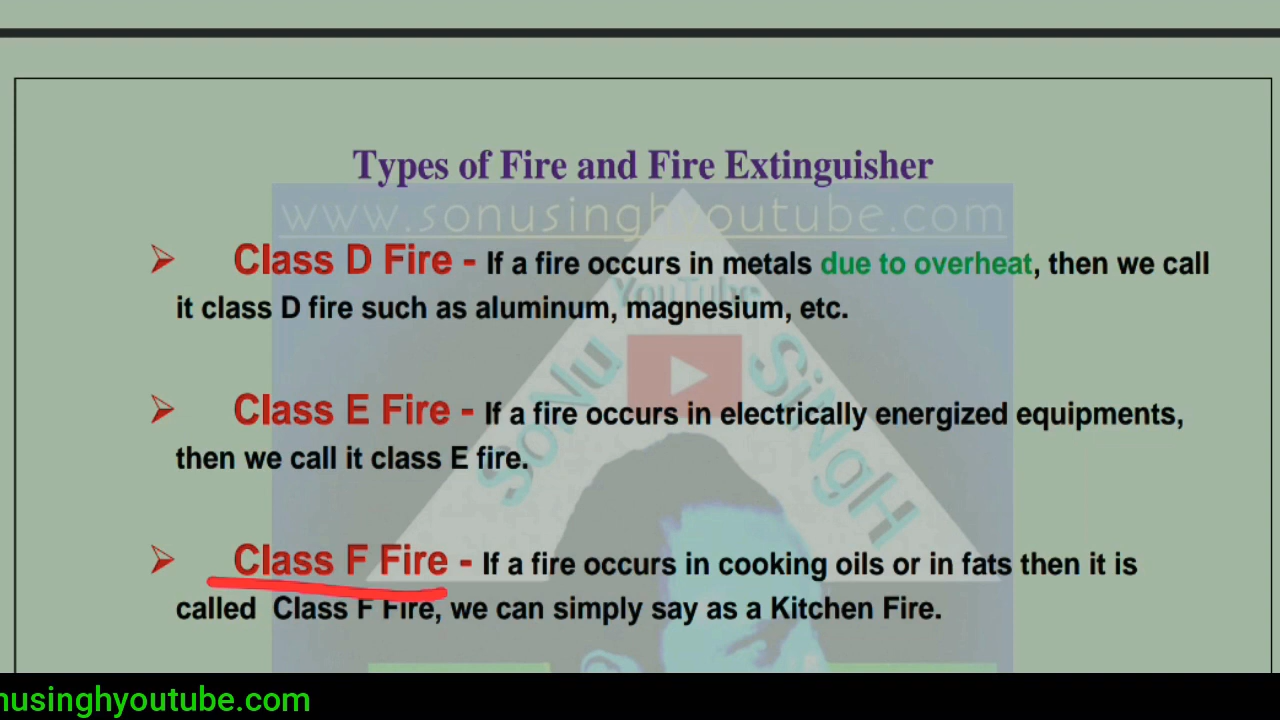 Types of Fire and Fire Extinguisher
www.sonusinghyoutube.com
Class D Fire - If a fire occurs in metals due to overheat, then we call
it class D fire such as aluminum, magnesium, etc.
YouTube
SoNu SiNgH
Class E Fire - If a fire occurs in electrically energized equipments,
then we call it class E fire.
Class F Fire - If a fire occurs in cooking oils or in fats then it is
called Class F Fire, we can simply say as a Kitchen Fire.
nusinghyoutube.com